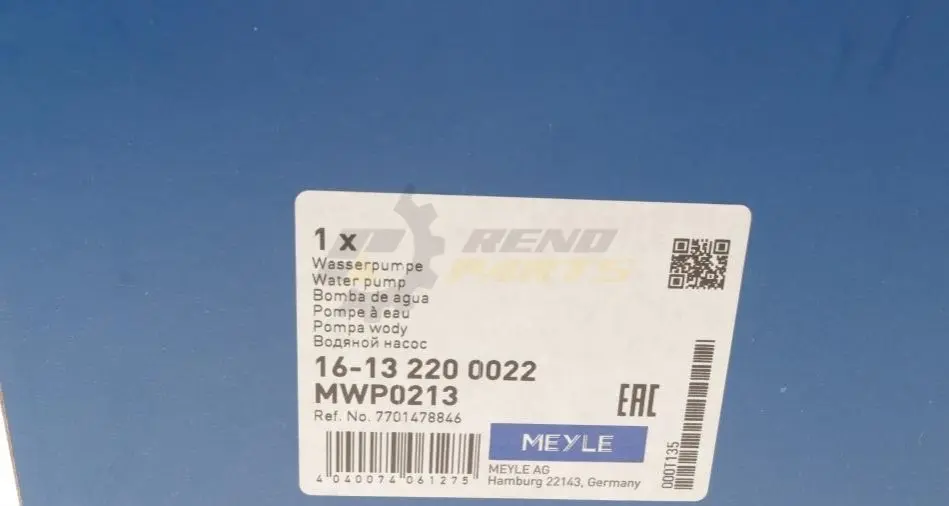 1 x
RENO
PARTS
Wasserpumpe
Water pump
Bomba de agua
Pompe à eau
Pompa wody
Водяной насос
16-13 220 0022
MWP0213
Ref. No. 7701478846
EAC
MEYLE
4 040074 061275
MEYLE AG
Hamburg 22143, Germany
000T135